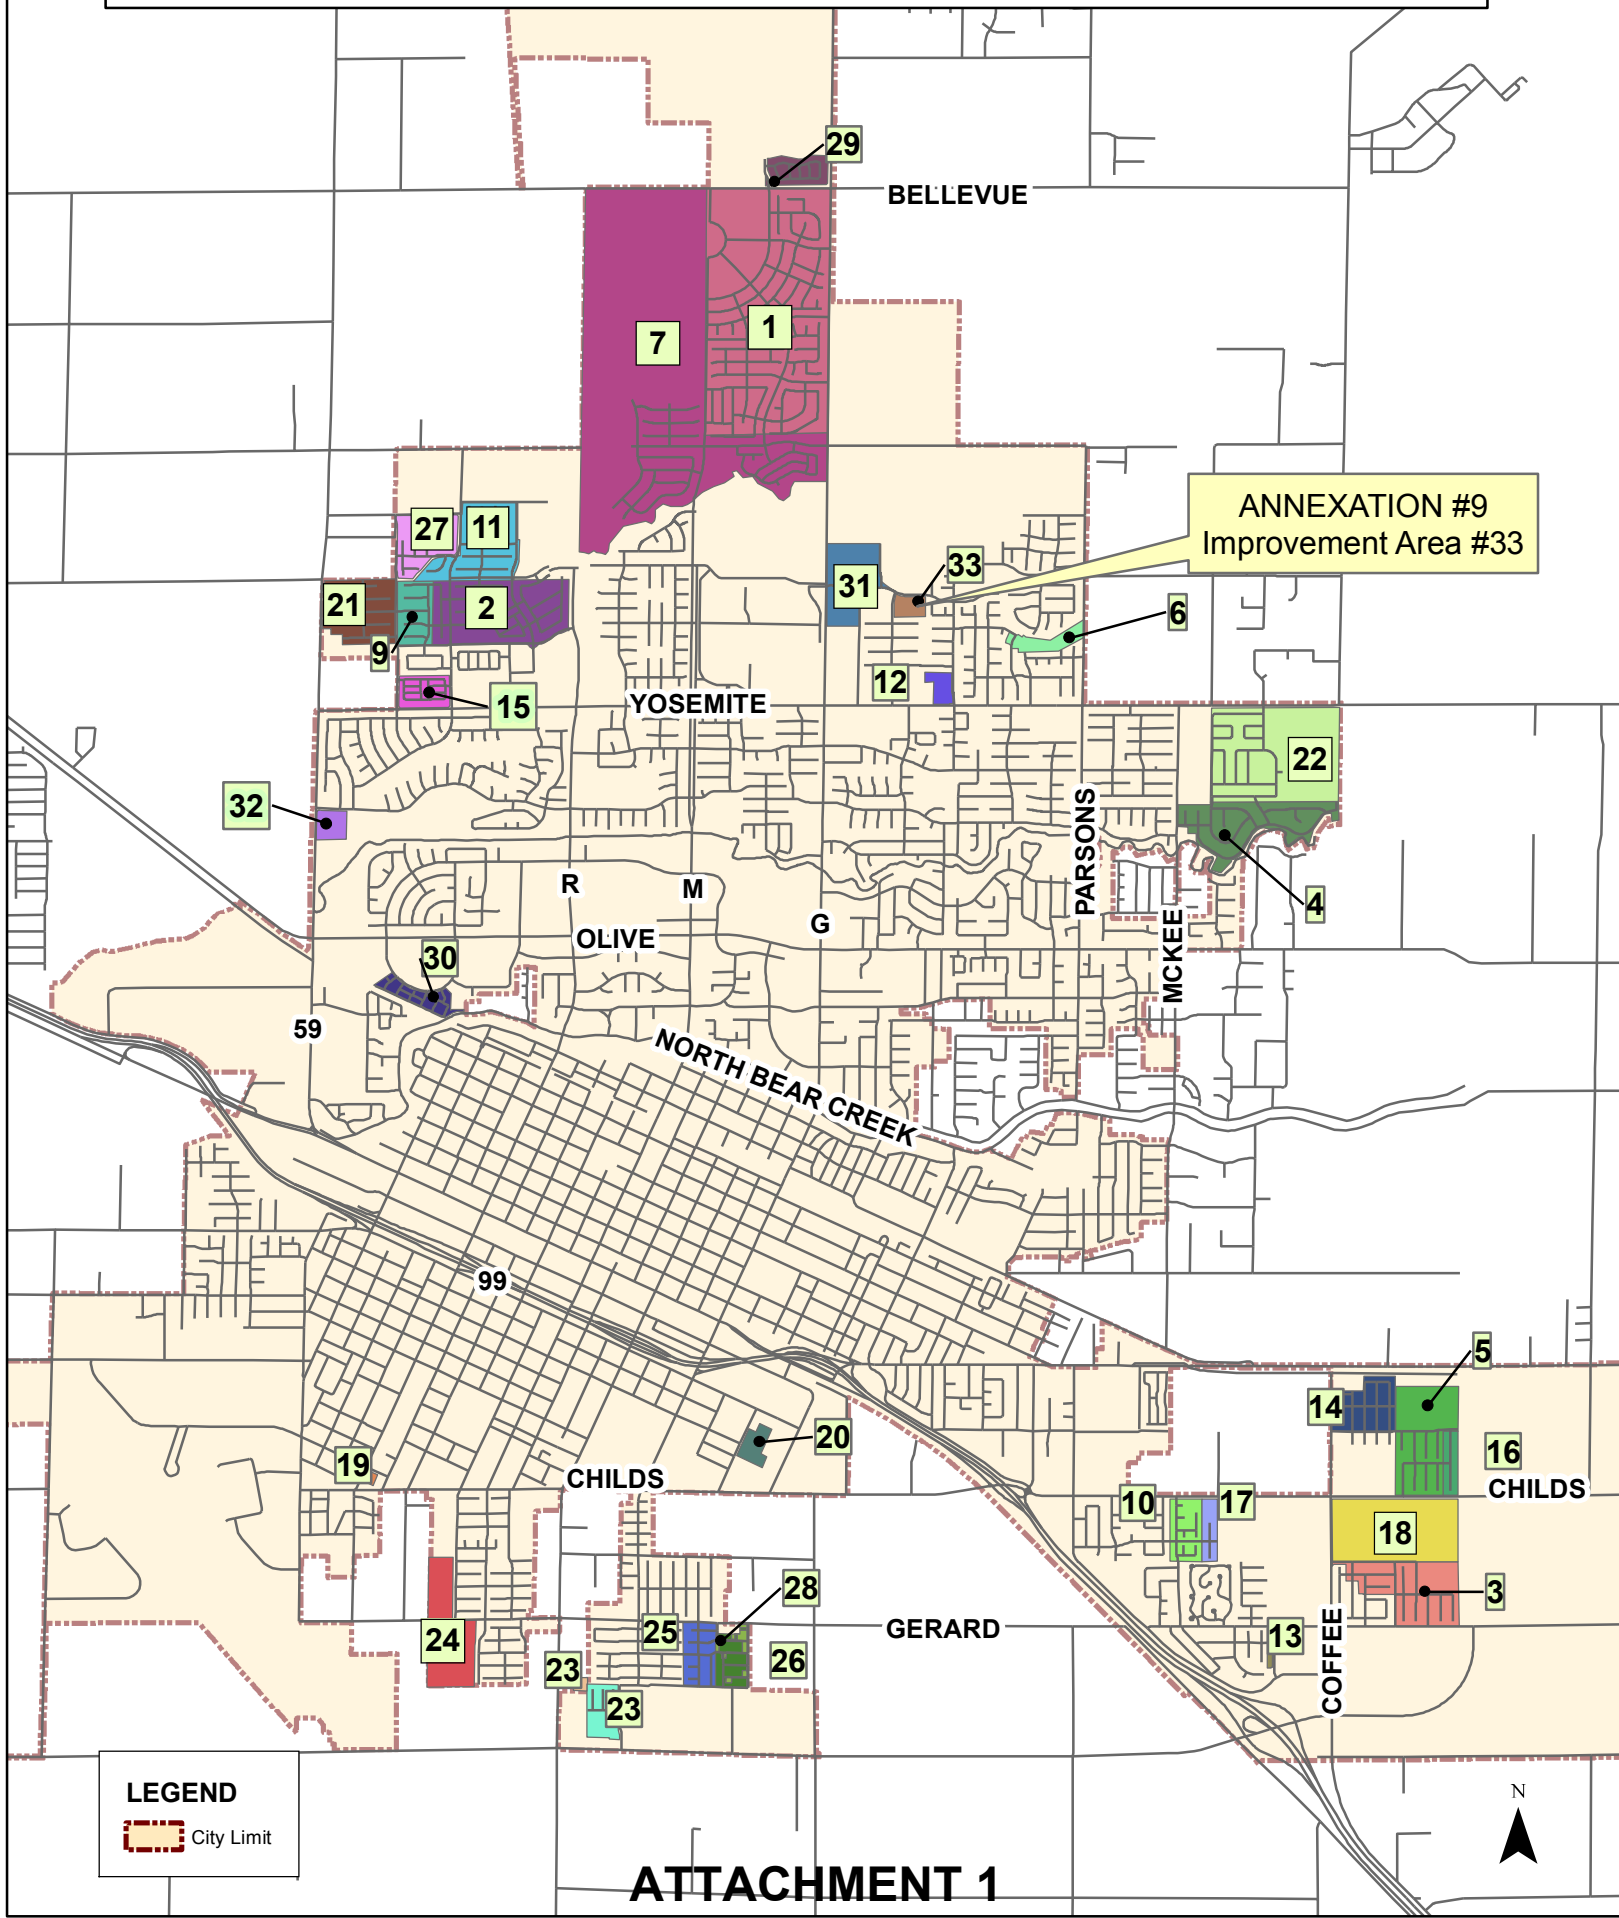 29
BELLEVUE
1
7
ANNEXATION #9
Improvement Area #33
27
11
33
31
21
2
6
9
12
15
YOSEMITE
22
32
PARSONS
R
M
4
G
OLIVE
MCKEE
30
59
NORTH BEAR CREEK
99
5
14
20
16
19
CHILDS
CHILDS
10
17
18
28
3
GERARD
25
24
13
26
23
COFFEE
23
LEGEND
City Limit
N
ATTACHMENT 1